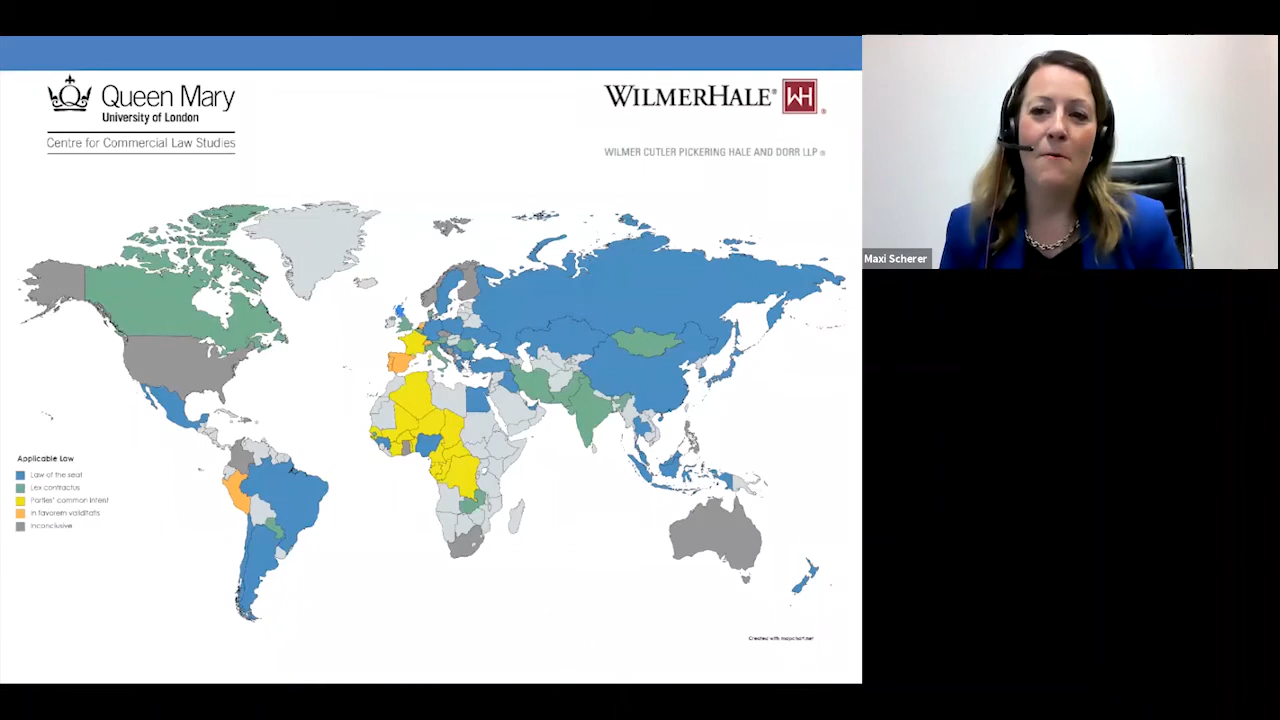 Queen Mary
University of London
Centre for Commercial Law Studies
WILMERHALE® WH ®
WILMER CUTLER PICKERING HALE AND DORR LLP ®
Applicable Law
Law of the seat
Lex contractus
Parties' common intent
In favorem validitatis
Inconclusive
Created with mapchart.net
Maxi Scherer